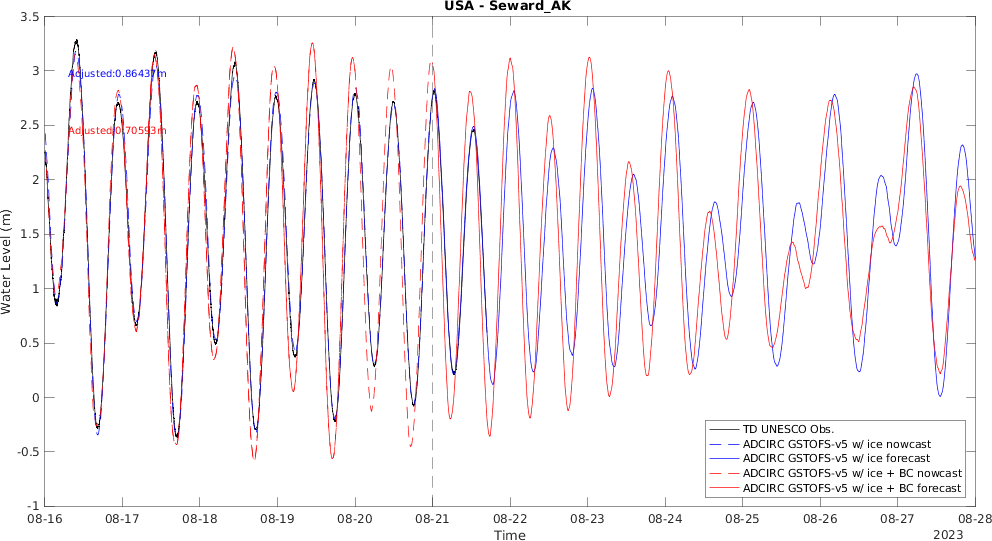 USA - Seward_AK
3.5
3
2.5
2
1.5
1
0.5
0
-0.5
-1
Water Level (m)
Adjusted:0.86437m
Adjusted:0.70593m
TD UNESCO Obs.
ADCIRC GSTOFS-v5 w/ ice nowcast
ADCIRC GSTOFS-v5 w/ ice forecast
ADCIRC GSTOFS-v5 w/ ice + BC nowcast
ADCIRC GSTOFS-v5 w/ ice + BC forecast
08-16 08-17 08-18 08-19 08-20 08-21 08-22 08-23 08-24 08-25 08-26 08-27 08-28
Time
2023